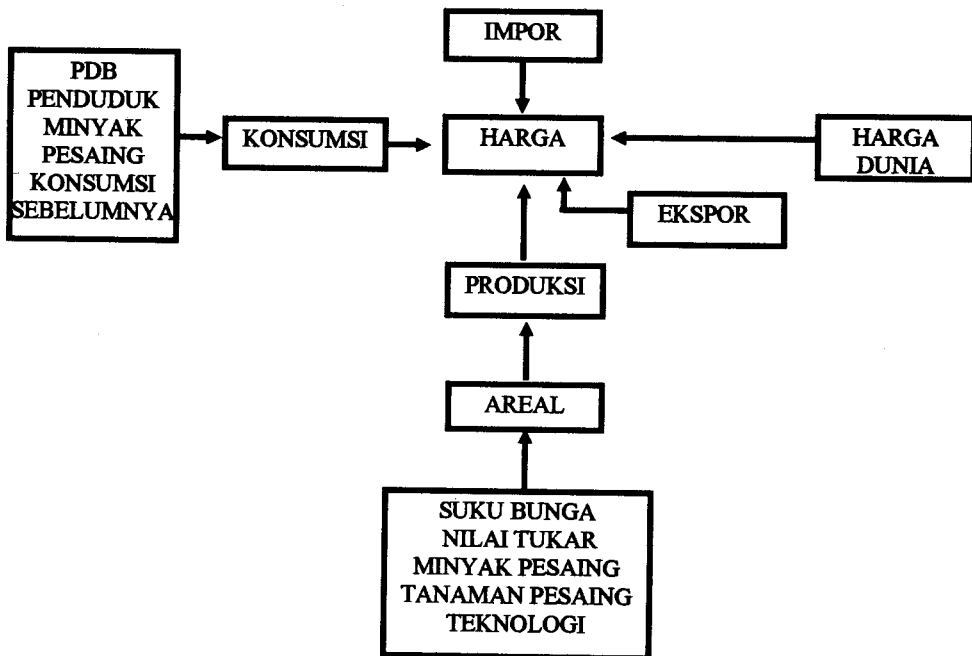 IMPOR
PDB
PENDUDUK
MINYAK
PESAING
KONSUMSI
SEBELUMNYA
KONSUMSI
HARGA
HARGA
DUNIA
EKSPOR
PRODUKSI
AREAL
SUKU BUNGA
NILAI TUKAR
MINYAK PESAING
TANAMAN PESAING
TEKNOLOGI